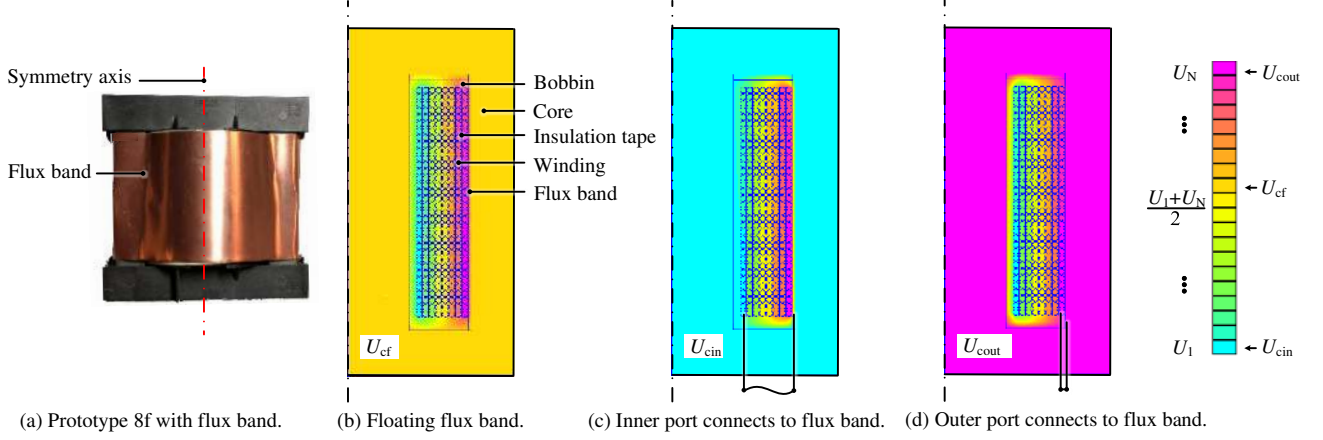 Symmetry axis
Flux band
(a) Prototype 8f with flux band.
Bobbin
Core
Insulation tape
Winding
Flux band
U_cf
(b) Floating flux band.
U_cin
(c) Inner port connects to flux band.
U_cout
(d) Outer port connects to flux band.
U_N
U_cout
U_cf
U_1+U_N
2
U_1
U_cin